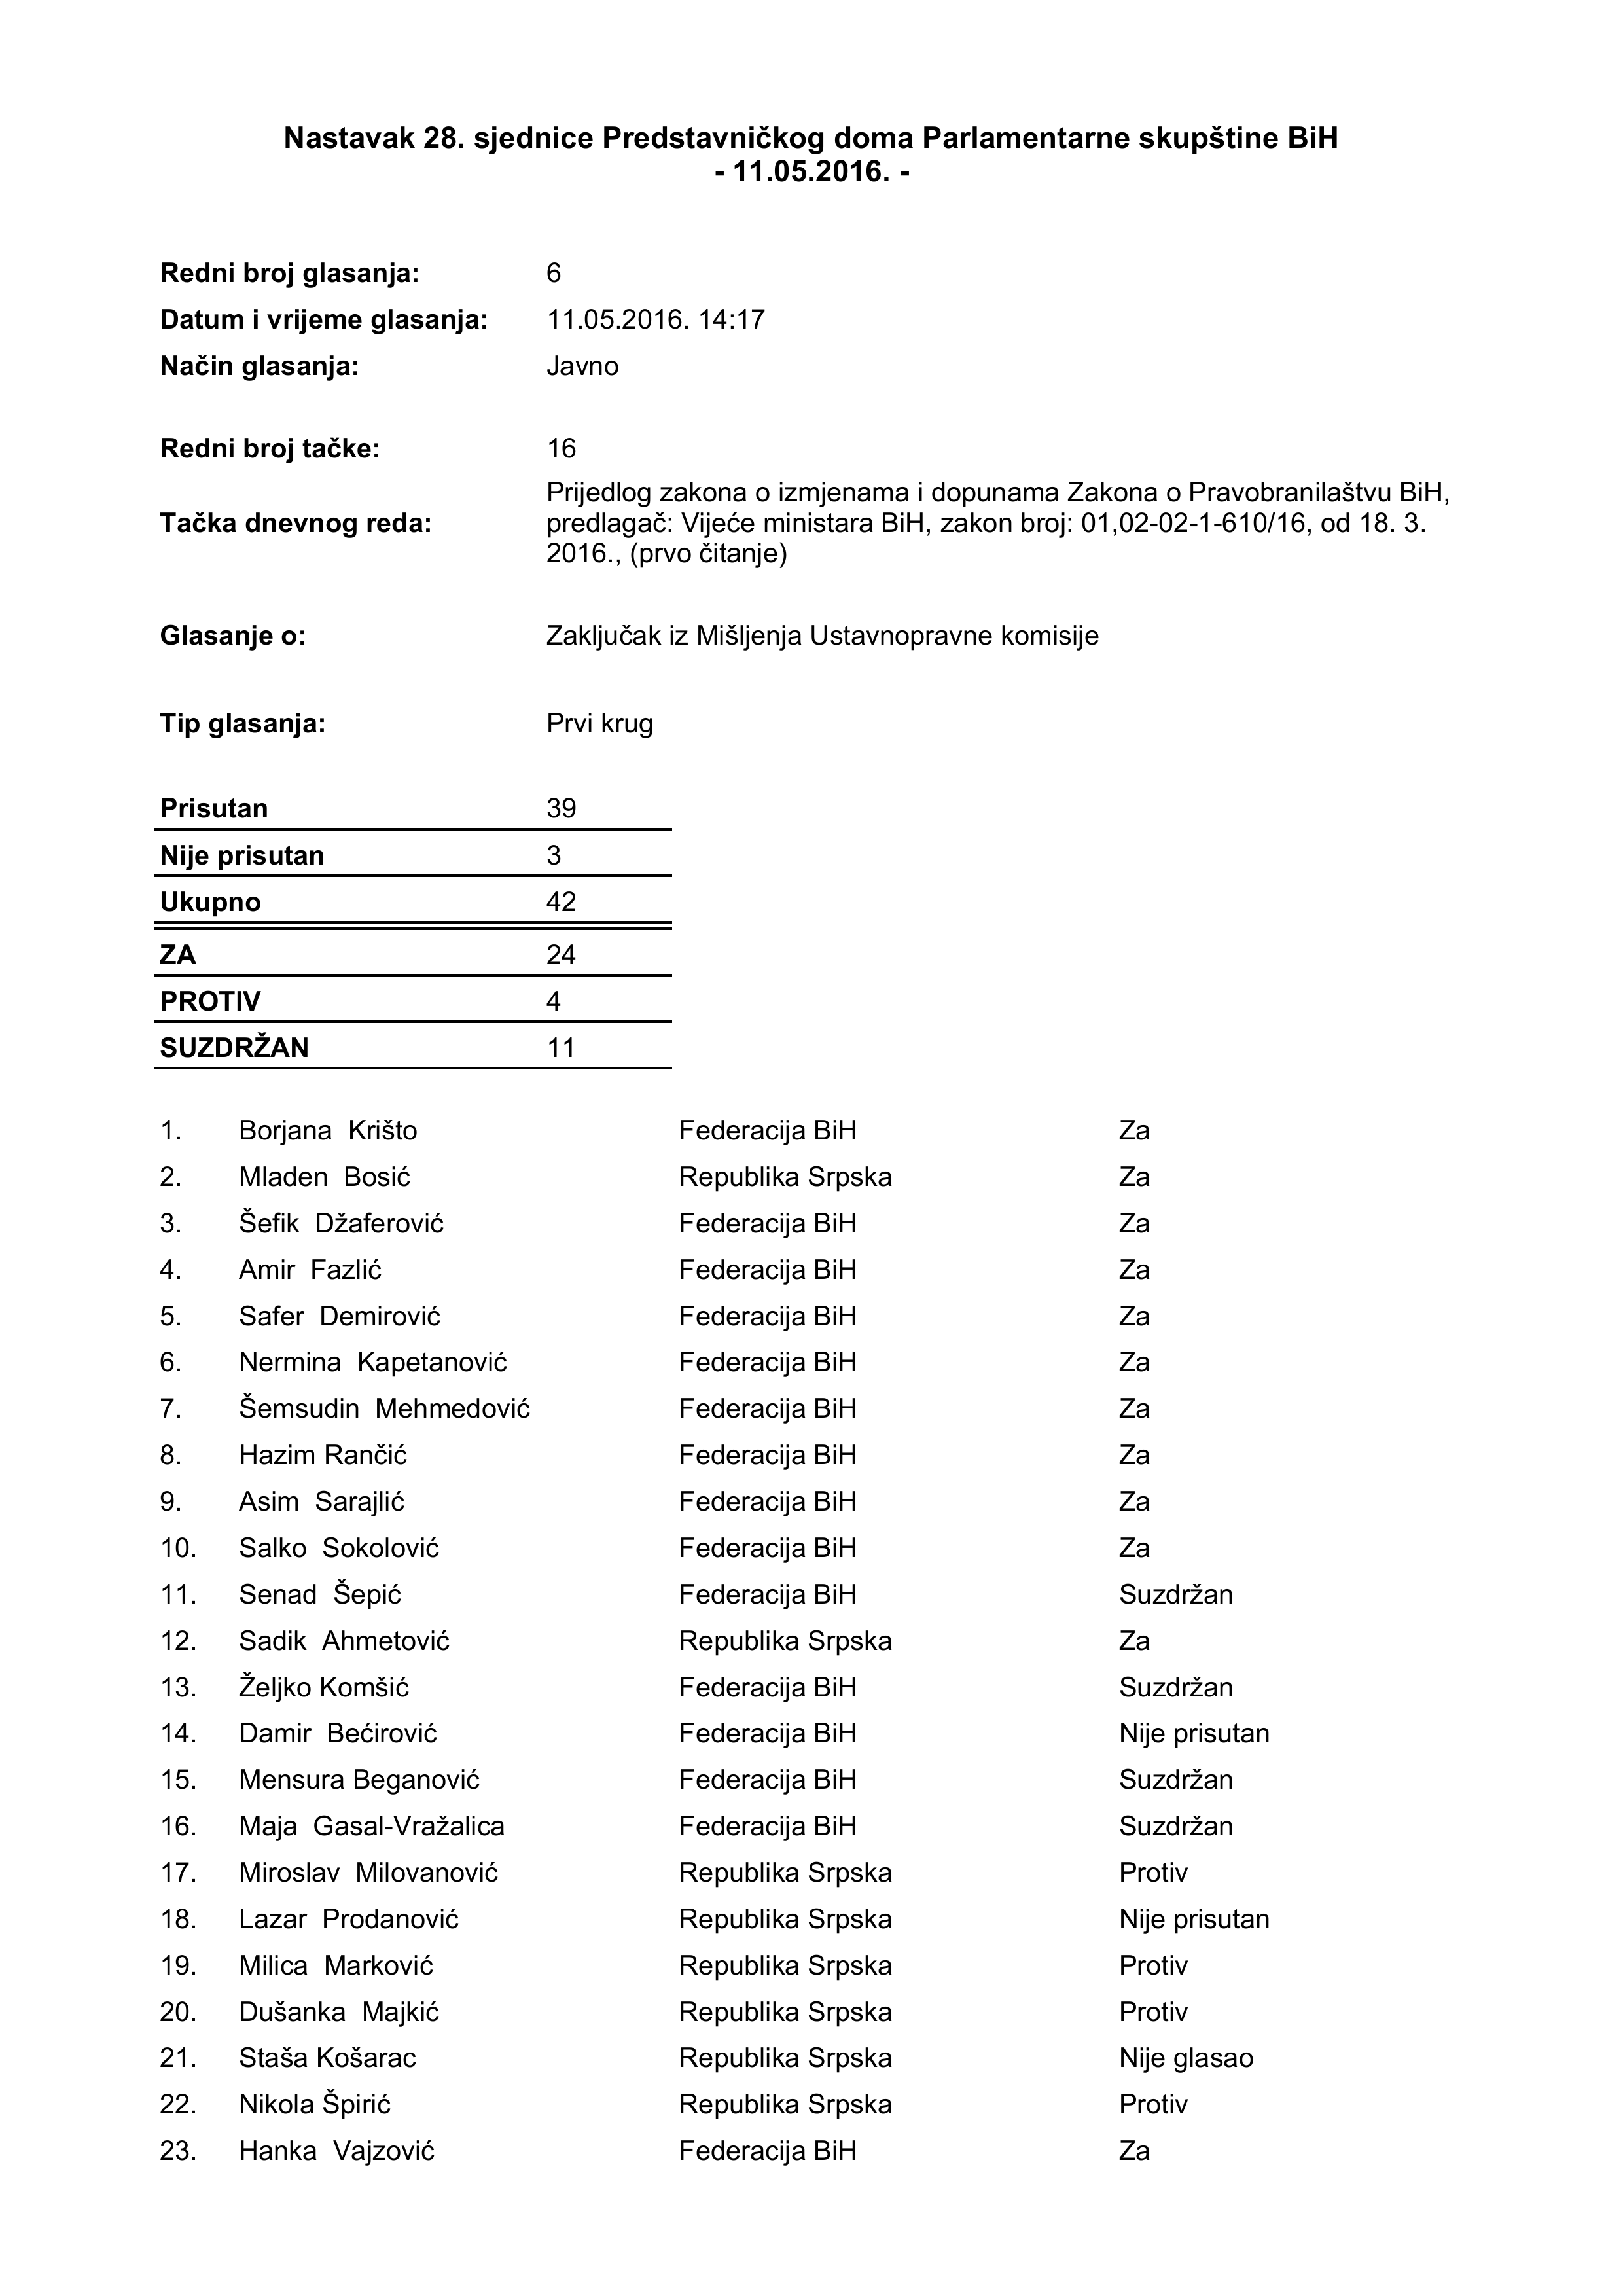 Nastavak 28. sjednice Predstavničkog doma Parlamentarne skupštine BiH
- 11.05.2016. -
Redni broj glasanja: 6
Datum i vrijeme glasanja: 11.05.2016. 14:17
Način glasanja: Javno
Redni broj tačke: 16
Tačka dnevnog reda: Prijedlog zakona o izmjenama i dopunama Zakona o Pravobranilaštvu BiH,
predlagač: Vijeće ministara BiH, zakon broj: 01,02-02-1-610/16, od 18. 3.
2016., (prvo čitanje)
Glasanje o: Zaključak iz Mišljenja Ustavnopravne komisije
Tip glasanja: Prvi krug
Prisutan 39
Nije prisutan 3
Ukupno 42
ZA 24
PROTIV 4
SUZDRŽAN 11
1. Borjana Krišto Federacija BiH Za
2. Mladen Bosić Republika Srpska Za
3. Šefik Džaferović Federacija BiH Za
4. Amir Fazlić Federacija BiH Za
5. Safer Demirović Federacija BiH Za
6. Nermina Kapetanović Federacija BiH Za
7. Šemsudin Mehmedović Federacija BiH Za
8. Hazim Rančić Federacija BiH Za
9. Asim Sarajlić Federacija BiH Za
10. Salko Sokolović Federacija BiH Za
11. Senad Šepić Federacija BiH Suzdržan
12. Sadik Ahmetović Republika Srpska Za
13. Željko Komšić Federacija BiH Suzdržan
14. Damir Bećirović Federacija BiH Nije prisutan
15. Mensura Beganović Federacija BiH Suzdržan
16. Maja Gasal-Vražalica Federacija BiH Suzdržan
17. Miroslav Milovanović Republika Srpska Protiv
18. Lazar Prodanović Republika Srpska Nije prisutan
19. Milica Marković Republika Srpska Protiv
20. Dušanka Majkić Republika Srpska Protiv
21. Staša Košarac Republika Srpska Nije glasao
22. Nikola Špirić Republika Srpska Protiv
23. Hanka Vajzović Federacija BiH Za